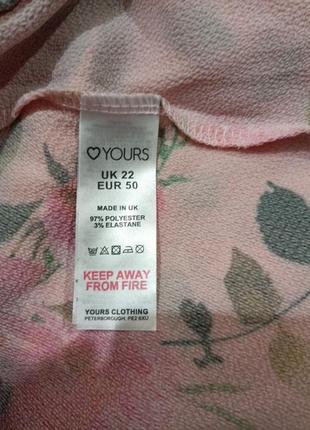 ♡YOURS
UK 22
EUR 50
MADE IN UK
97% POLYESTER
3% ELASTANE
KEEP AWAY
FROM FIRE
YOURS CLOTHING
PETERBOROUGH: PE2 6XU